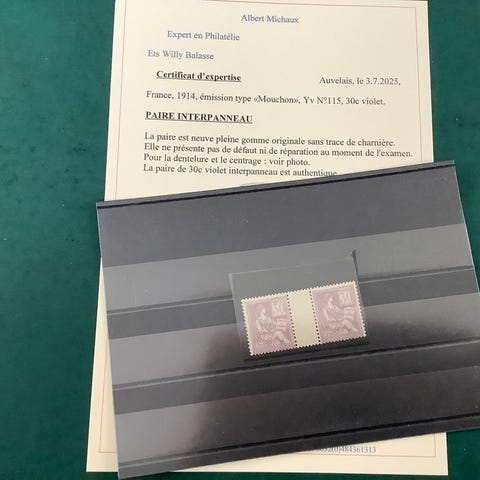 Albert Michaux
Expert en Philatélie
Ets Willy Balasse
Certificat d'expertise
Auvelais, le 3.7.2025,
France, 1914, émission type «Mouchon», Yv N°115, 30c violet.
PAIRE INTERPANNEAU
La paire est neuve pleine gomme originale sans trace de charnière.
Elle ne présente pas de défaut ni de réparation au moment de l'examen.
Pour la dentelure et le centrage : voir photo.
La paire de 30c violet interpanneau est authentique
(0)484361313